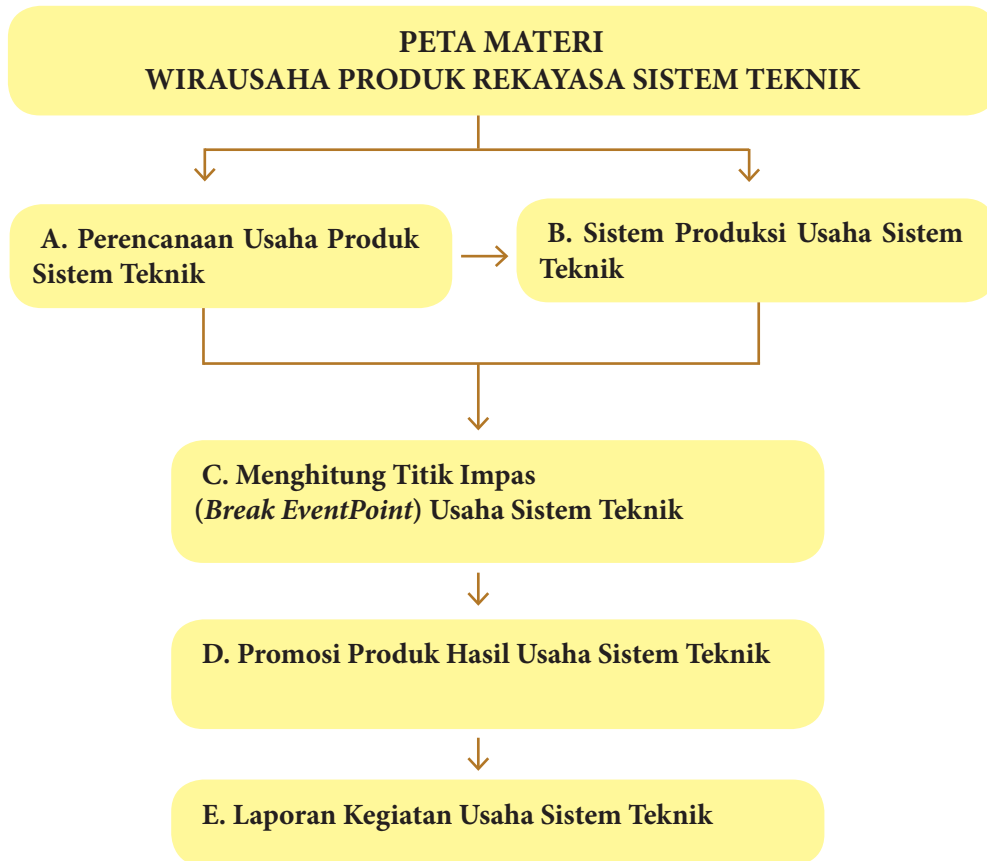 PETA MATERI
WIRAUSAHA PRODUK REKAYASA SISTEM TEKNIK
A. Perencanaan Usaha Produk
Sistem Teknik
B. Sistem Produksi Usaha Sistem
Teknik
C. Menghitung Titik Impas
(Break EventPoint) Usaha Sistem Teknik
D. Promosi Produk Hasil Usaha Sistem Teknik
E. Laporan Kegiatan Usaha Sistem Teknik